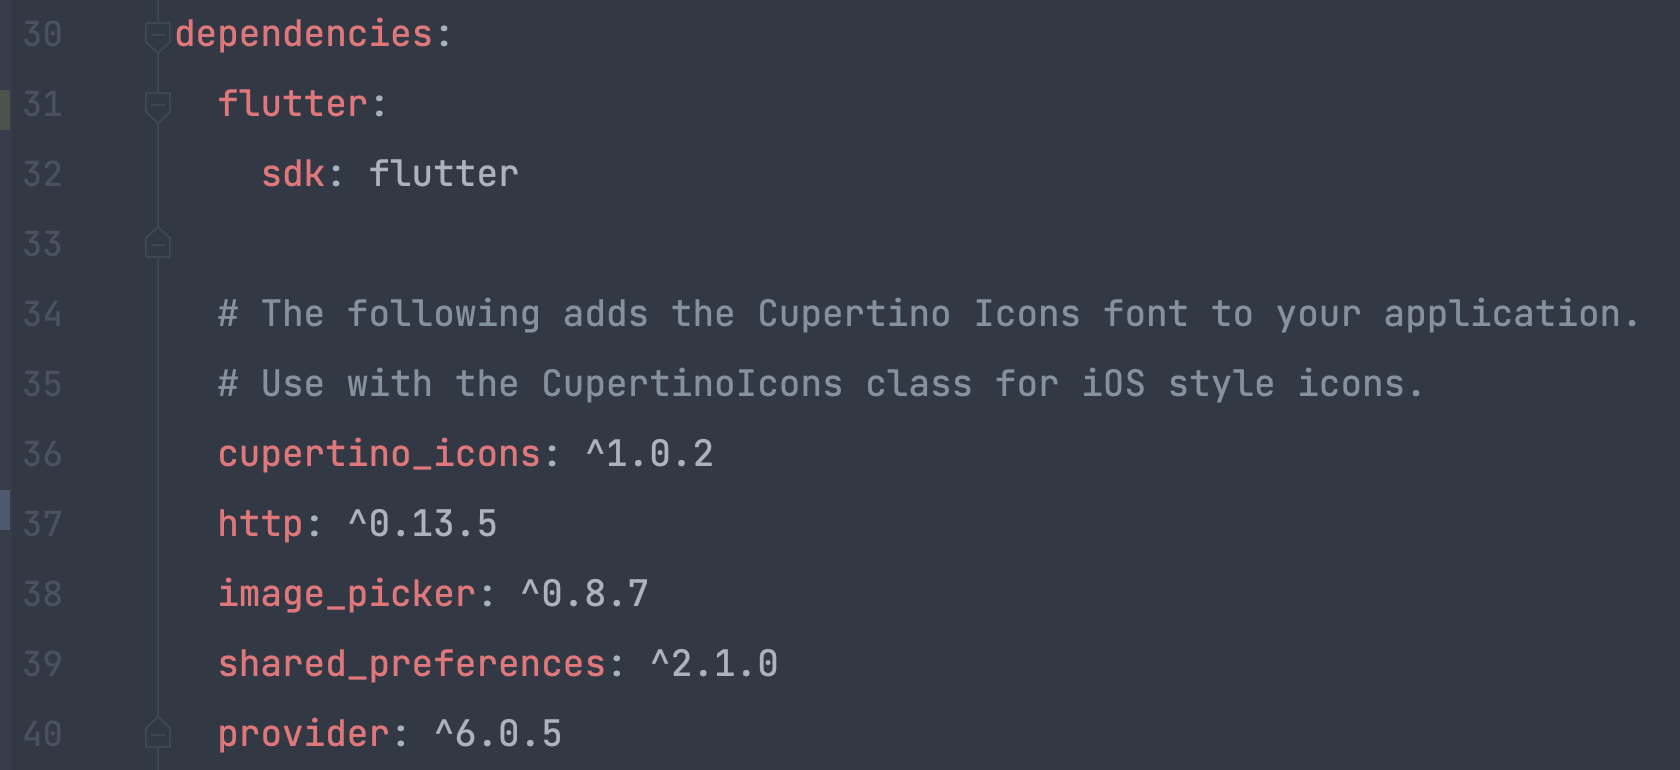 30 dependencies:
31   flutter:
32     sdk: flutter
33
34   # The following adds the Cupertino Icons font to your application.
35   # Use with the CupertinoIcons class for iOS style icons.
36   cupertino_icons: ^1.0.2
37   http: ^0.13.5
38   image_picker: ^0.8.7
39   shared_preferences: ^2.1.0
40   provider: ^6.0.5